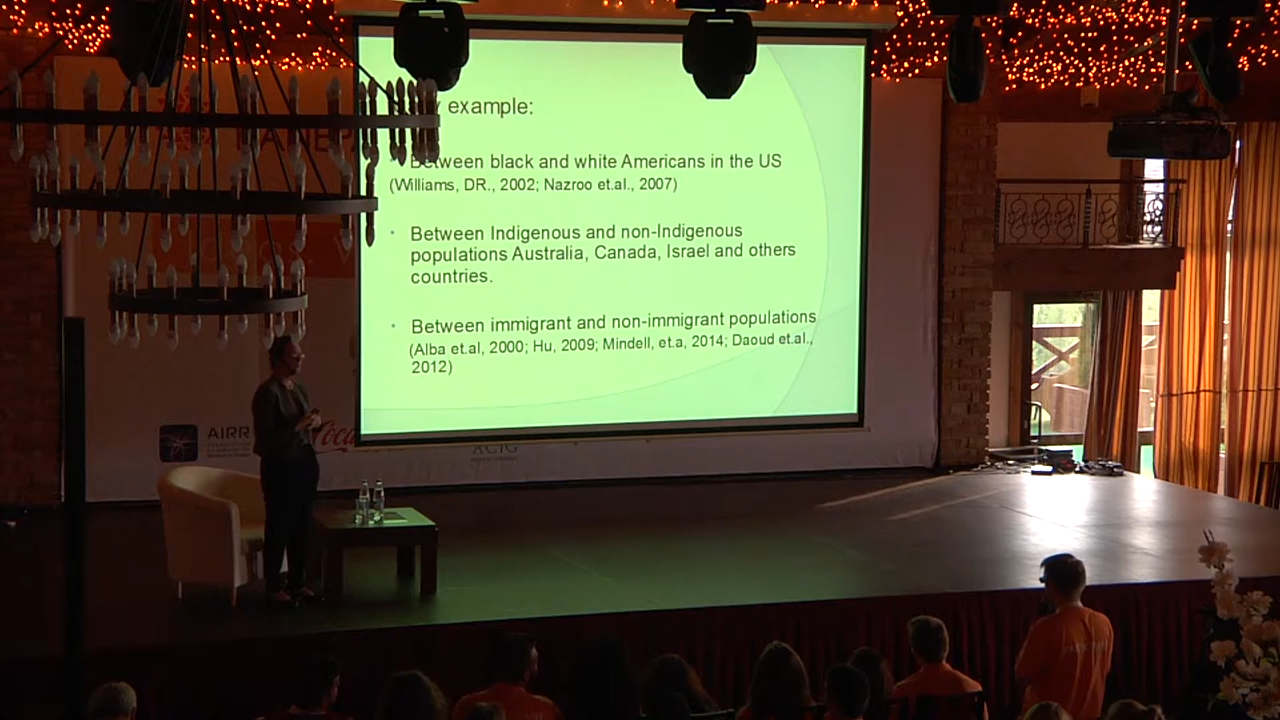 example:
Between black and white Americans in the US
(Williams, DR., 2002; Nazroo et.al., 2007)
Between Indigenous and non-Indigenous
populations Australia, Canada, Israel and others
countries.
Between immigrant and non-immigrant populations
(Alba et.al, 2000; Hu, 2009; Mindell, et.a, 2014; Daoud et.al.,
2012)
AIRR